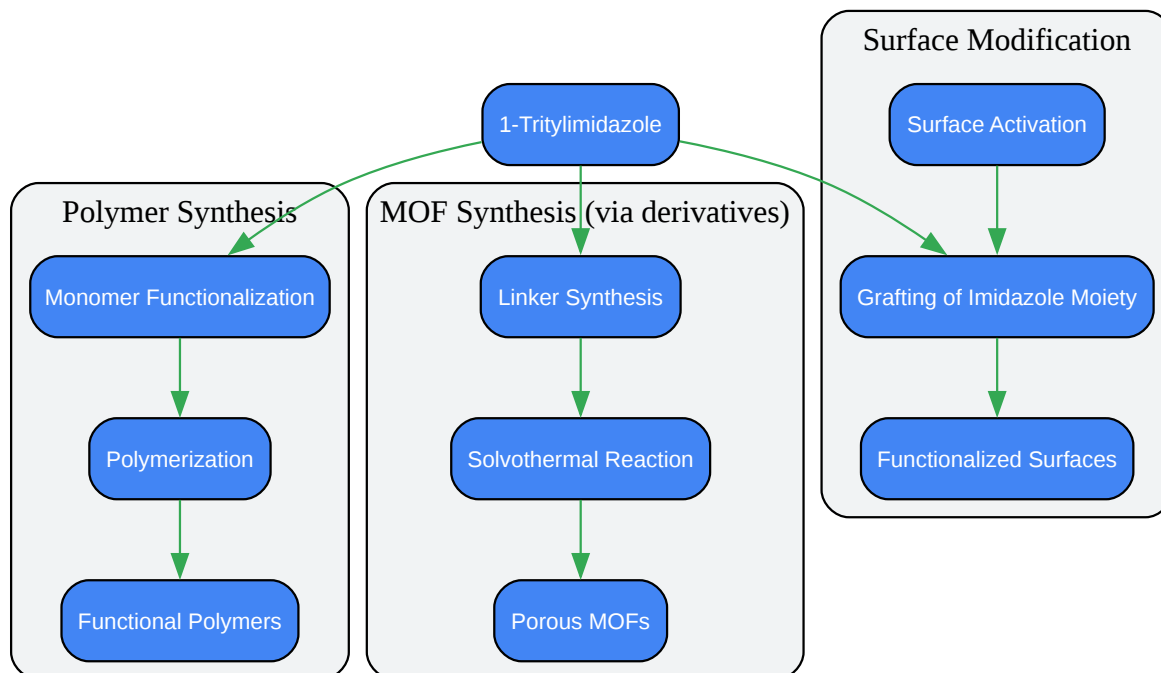 Surface Modification
1-Tritylimidazole
Surface Activation
Polymer Synthesis
MOF Synthesis (via derivatives)
Monomer Functionalization
Linker Synthesis
Grafting of Imidazole Moiety
Polymerization
Solvothermal Reaction
Functionalized Surfaces
Functional Polymers
Porous MOFs